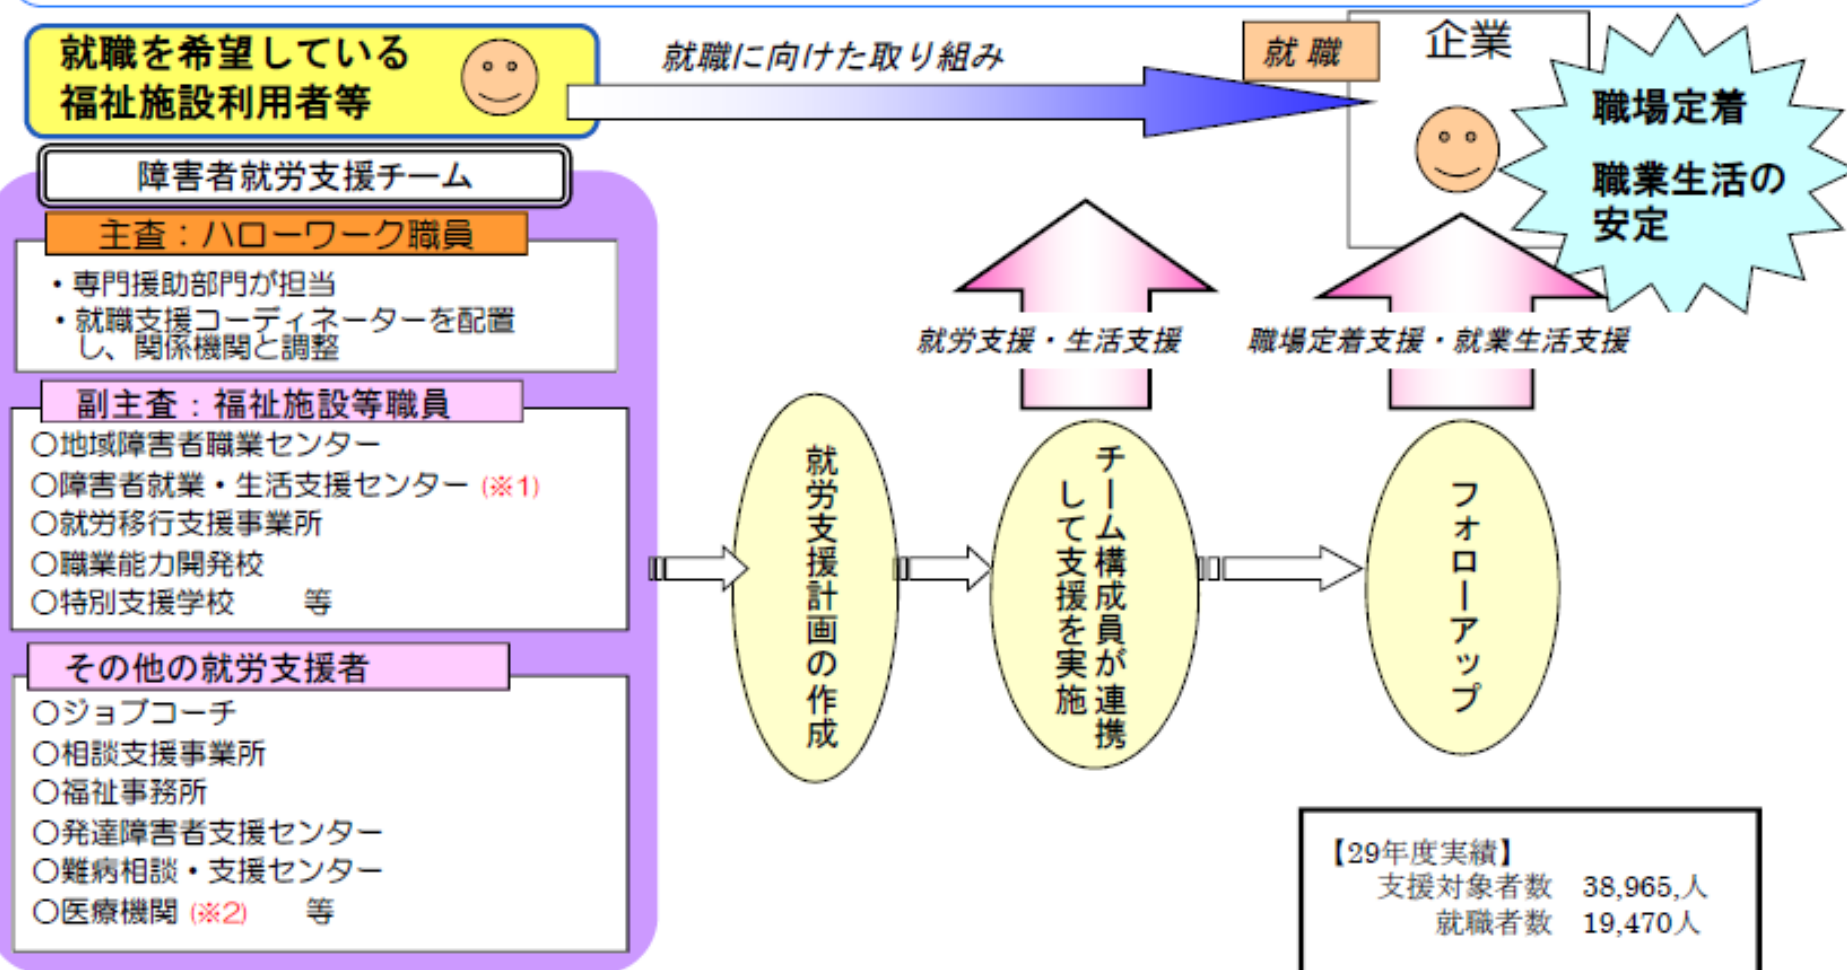 就職を希望している
福祉施設利用者等
就職に向けた取り組み
就 職
企業
職場定着
職業生活の
安定
障害者就労支援チーム
主査：ハローワーク職員
・専門援助部門が担当
・就職支援コーディネーターを配置
し、関係機関と調整
副主査：福祉施設等職員
○地域障害者職業センター
○障害者就業・生活支援センター (※1)
○就労移行支援事業所
○職業能力開発校
○特別支援学校　　等
その他の就労支援者
○ジョブコーチ
○相談支援事業所
○福祉事務所
○発達障害者支援センター
○難病相談・支援センター
○医療機関 (※2)　　等
就労支援・生活支援
職場定着支援・就業生活支援
就労支援計画の作成
チーム構成員が連携
して支援を実施
フォローアップ
【29年度実績】
支援対象者数　38,965,人
就職者数　19,470人